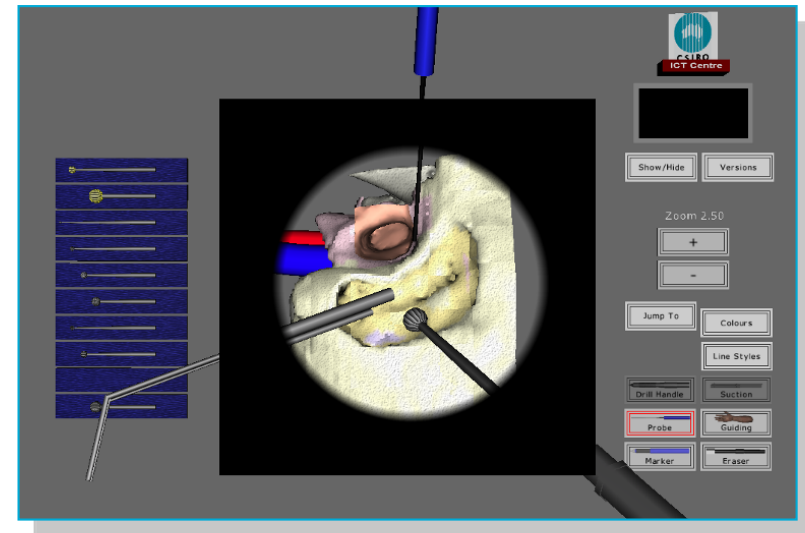 CSIRO
ICT Centre
Show/Hide
Versions
Zoom 2.50
+
-
Jump To
Colours
Line Styles
Drill Handle
Suction
Probe
Guiding
Marker
Eraser